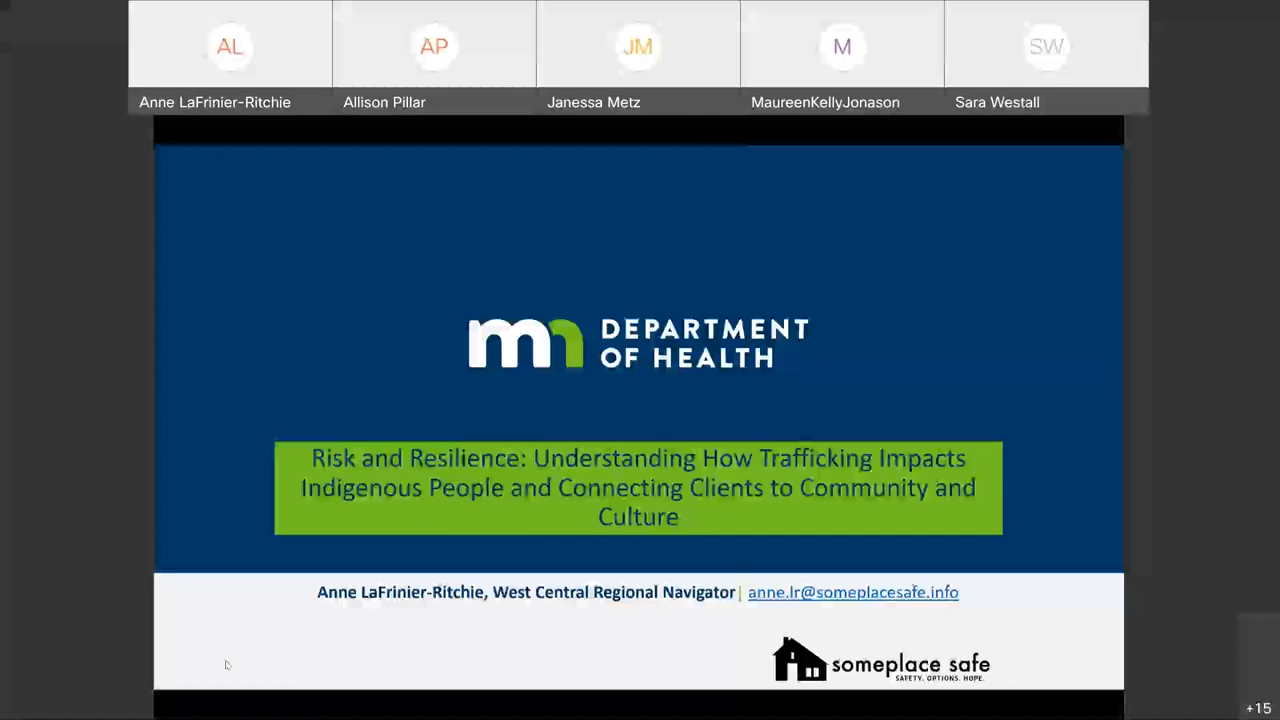 AL
AP
JM
M
SW
Anne LaFrinier-Ritchie
Allison Pillar
Janessa Metz
MaureenKellyJonason
Sara Westall
mn
DEPARTMENT
OF HEALTH
Risk and Resilience: Understanding How Trafficking Impacts
Indigenous People and Connecting Clients to Community and
Culture
Anne LaFrinier-Ritchie, West Central Regional Navigator| anne.lr@someplacesafe.info
someplace safe
SAFETY. OPTIONS. HOPE.
+15